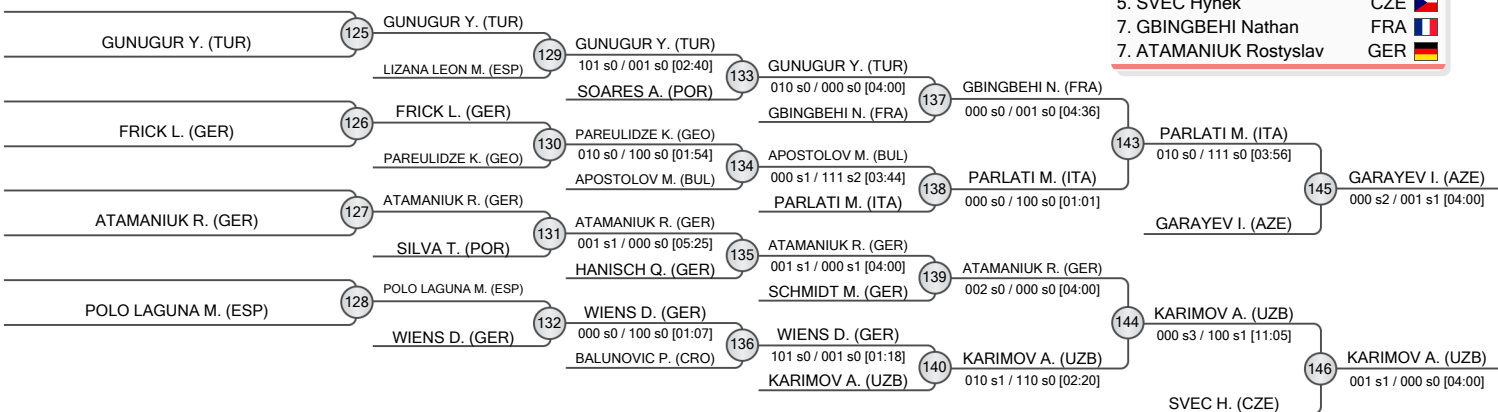 5. SVEC Hynek CZE
7. GBINGBEHI Nathan FRA
7. ATAMANIUK Rostyslav GER
GUNUGUR Y. (TUR)
125
FRICK L. (GER)
126
ATAMANIUK R. (GER)
127
POLO LAGUNA M. (ESP)
128
GUNUGUR Y. (TUR)
129
LIZANA LEON M. (ESP)
FRICK L. (GER)
130
PAREULIDZE K. (GEO)
ATAMANIUK R. (GER)
131
SILVA T. (POR)
POLO LAGUNA M. (ESP)
132
WIENS D. (GER)
GUNUGUR Y. (TUR)
101 s0 / 001 s0 [02:40]
133
SOARES A. (POR)
PAREULIDZE K. (GEO)
010 s0 / 100 s0 [01:54]
134
APOSTOLOV M. (BUL)
ATAMANIUK R. (GER)
001 s1 / 000 s0 [05:25]
135
HANISCH Q. (GER)
WIENS D. (GER)
000 s0 / 100 s0 [01:07]
136
BALUNOVIC P. (CRO)
GUNUGUR Y. (TUR)
010 s0 / 000 s0 [04:00]
137
GBINGBEHI N. (FRA)
APOSTOLOV M. (BUL)
000 s1 / 111 s2 [03:44]
138
PARLATI M. (ITA)
ATAMANIUK R. (GER)
001 s1 / 000 s1 [04:00]
139
SCHMIDT M. (GER)
WIENS D. (GER)
101 s0 / 001 s0 [01:18]
140
KARIMOV A. (UZB)
GBINGBEHI N. (FRA)
000 s0 / 001 s0 [04:36]
143
PARLATI M. (ITA)
000 s0 / 100 s0 [01:01]
ATAMANIUK R. (GER)
002 s0 / 000 s0 [04:00]
144
KARIMOV A. (UZB)
010 s1 / 110 s0 [02:20]
PARLATI M. (ITA)
010 s0 / 111 s0 [03:56]
145
GARAYEV I. (AZE)
KARIMOV A. (UZB)
000 s3 / 100 s1 [11:05]
146
SVEC H. (CZE)
GARAYEV I. (AZE)
000 s2 / 001 s1 [04:00]
KARIMOV A. (UZB)
001 s1 / 000 s0 [04:00]